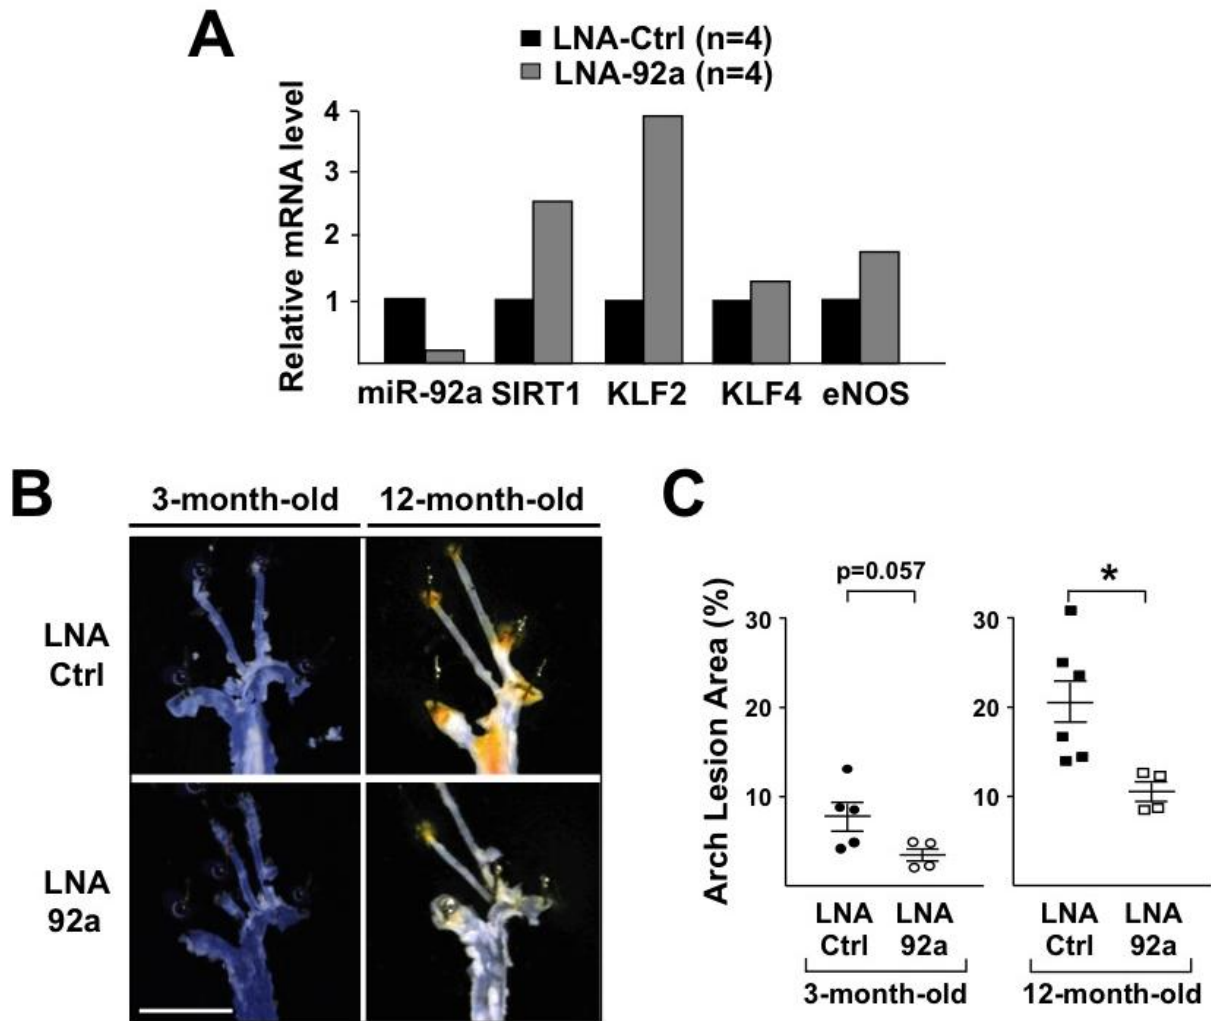 A
LNA-Ctrl (n=4)
LNA-92a (n=4)
Relative mRNA level
4
3
2
1
miR-92a SIRT1 KLF2 KLF4 eNOS
B
3-month-old 12-month-old
LNA
Ctrl
LNA
92a
C
p=0.057
*
Arch Lesion Area (%)
30
20
10
30
20
10
LNA
Ctrl
LNA
92a
LNA
Ctrl
LNA
92a
3-month-old
12-month-old